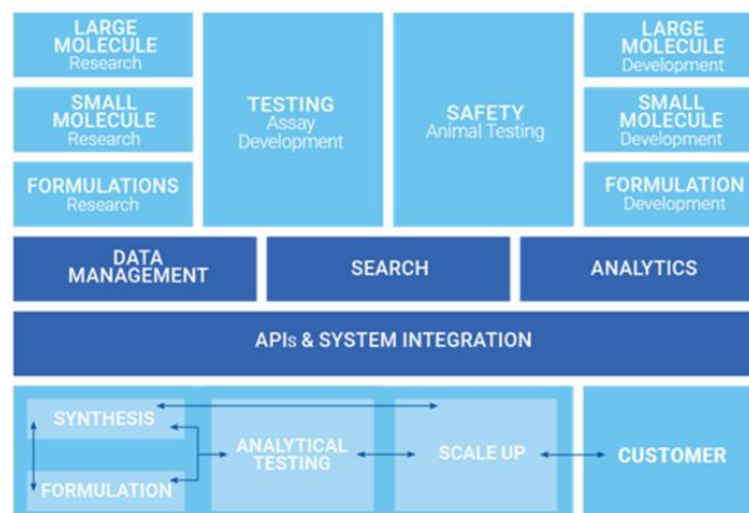 LARGE
MOLECULE
Research
SMALL
MOLECULE
Research
FORMULATIONS
Research
TESTING
Assay
Development
SAFETY
Animal Testing
LARGE
MOLECULE
Development
SMALL
MOLECULE
Development
FORMULATION
Development
DATA
MANAGEMENT
SEARCH
ANALYTICS
APIs & SYSTEM INTEGRATION
SYNTHESIS
FORMULATION
ANALYTICAL
TESTING
SCALE UP
CUSTOMER